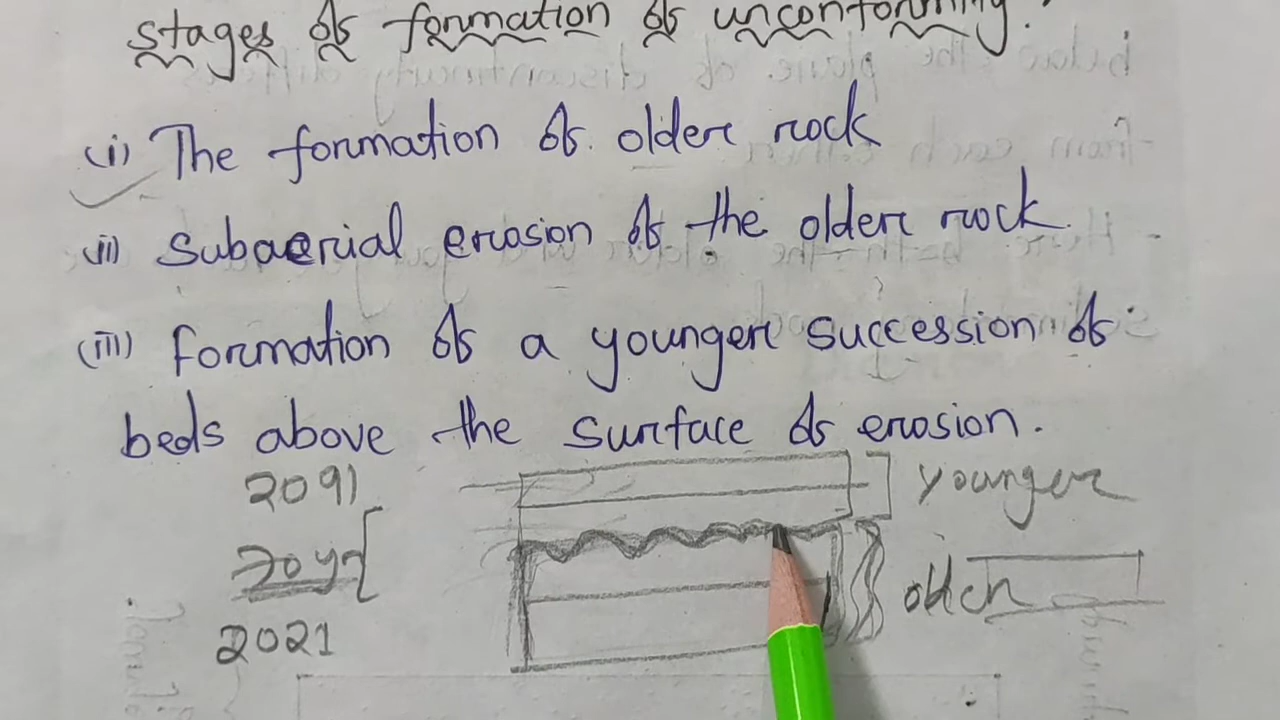 stages of formation of unconforming.
(i) The formation of older rock
(ii) Subaerial erosion of the older rock.
(iii) Formation of a younger succession of
beds above the surface of erosion.
2091
younger
older
2021